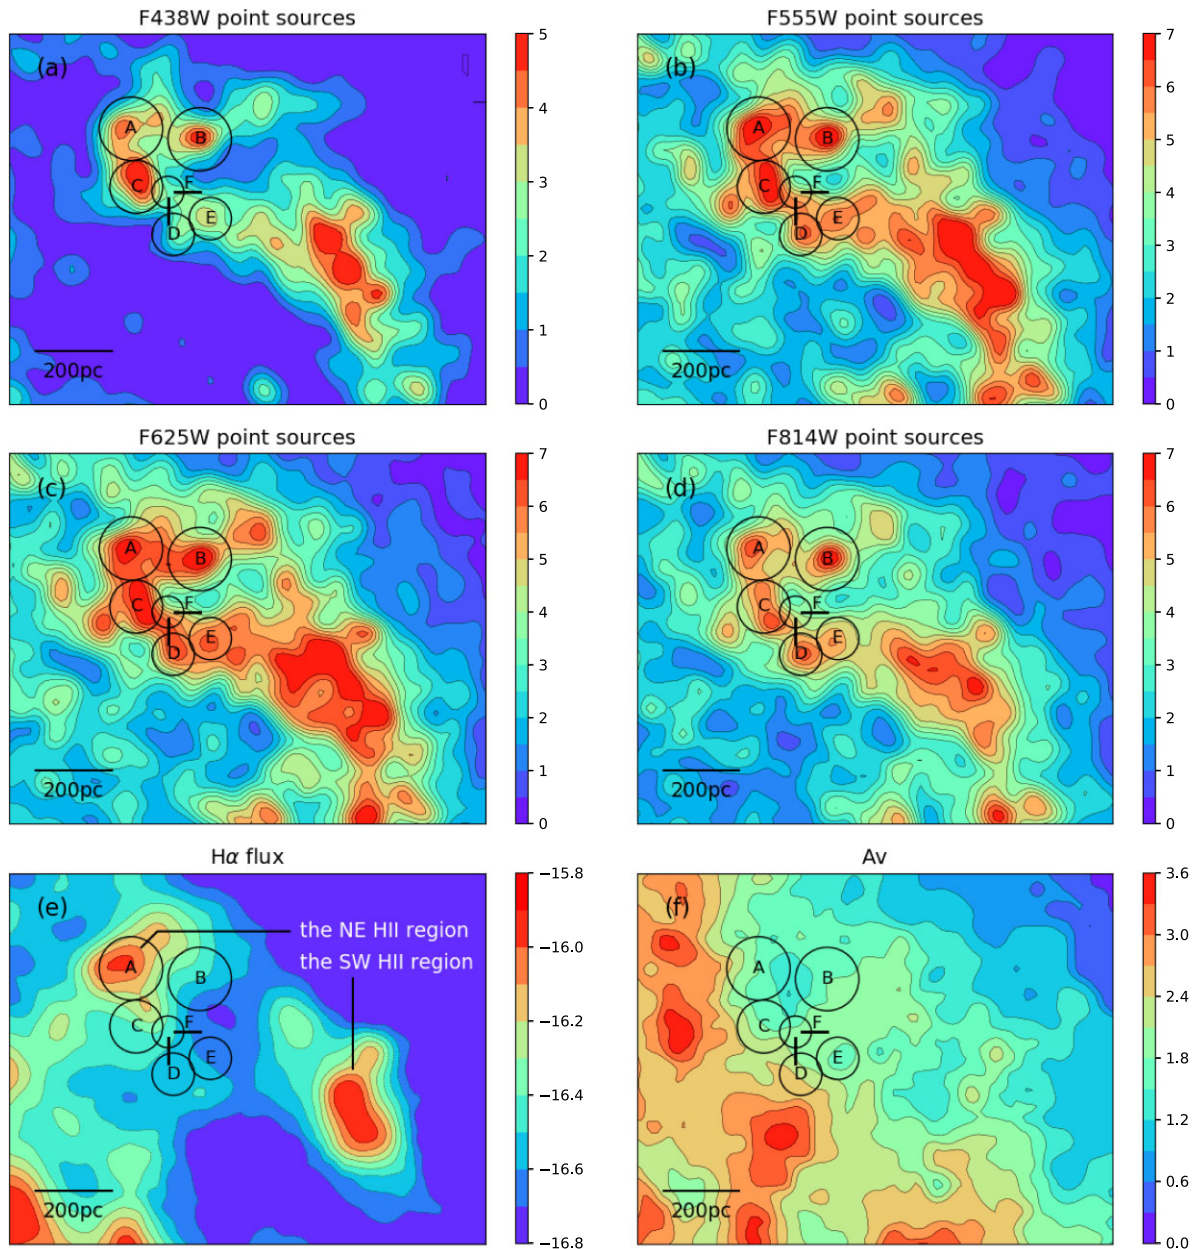 F438W point sources
(a)
A
B
C
F
E
D
200pc
5
4
3
2
1
0
F555W point sources
(b)
A
B
C
F
E
D
200pc
7
6
5
4
3
2
1
0
F625W point sources
(c)
A
B
C
F
E
D
200pc
7
6
5
4
3
2
1
0
F814W point sources
(d)
A
B
C
F
E
D
200pc
7
6
5
4
3
2
1
0
Hα flux
(e)
the NE HII region
the SW HII region
A
B
C
F
E
D
200pc
−15.8
−16.0
−16.2
−16.4
−16.6
−16.8
Av
(f)
A
B
C
F
E
D
200pc
3.6
3.0
2.4
1.8
1.2
0.6
0.0